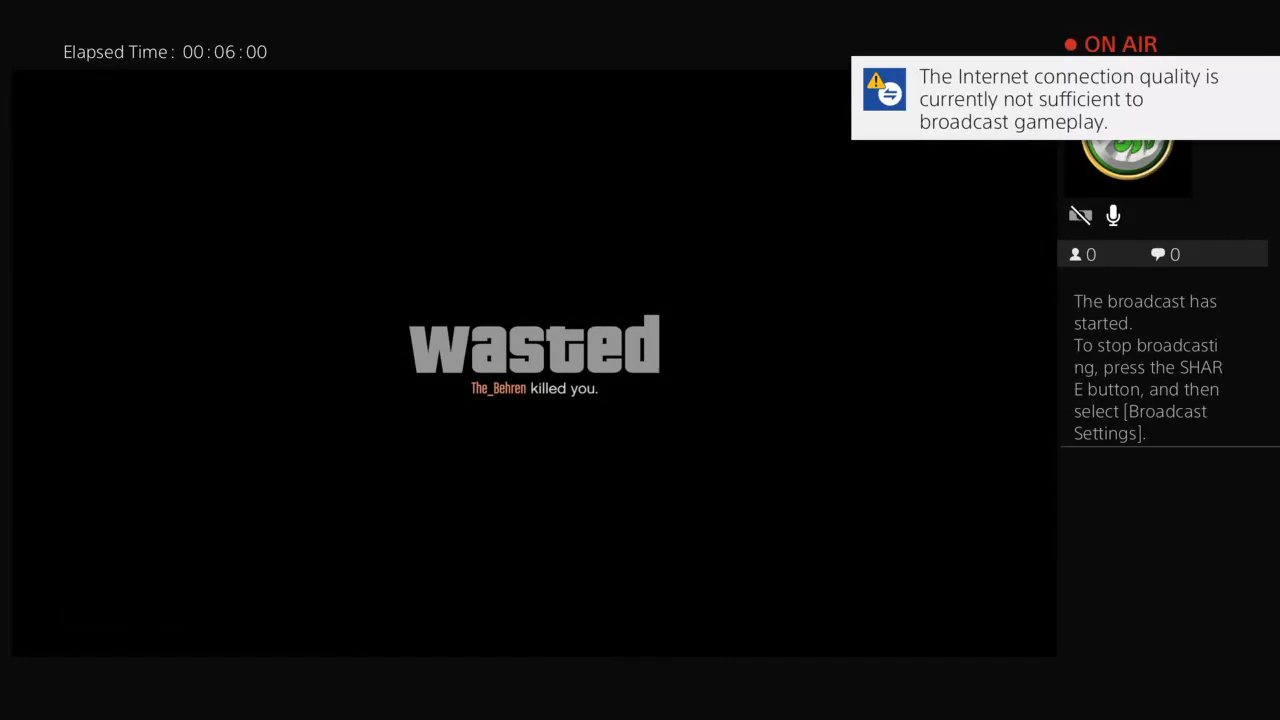 Elapsed Time: 00:06:00
ON AIR
The Internet connection quality is
currently not sufficient to
broadcast gameplay.
0
0
The broadcast has
started.
To stop broadcasti
ng, press the SHAR
E button, and then
select [Broadcast
Settings].
wasted
The_Behren killed you.